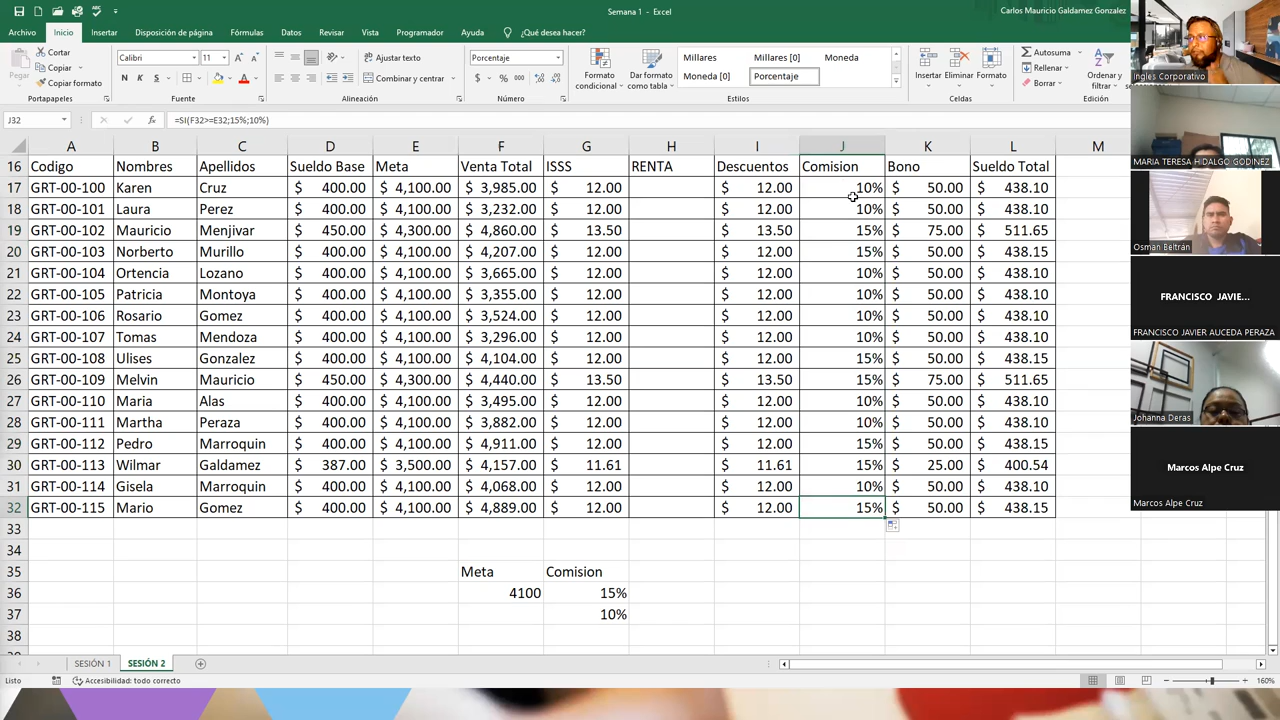 Semana 1 - Excel
Carlos Mauricio Galdamez Gonzalez
Archivo Inicio Insertar Disposición de página Fórmulas Datos Revisar Vista Programador Ayuda ¿Qué desea hacer?
Pegar Cortar Copiar Copiar formato Portapapeles
Calibri 11 N K S Fuente
Ajustar texto Combinar y centrar Alineación
Porcentaje $ % 000 Número
Formato condicional Dar formato como tabla Millares Millares [0] Moneda Moneda [0] Porcentaje Estilos
Insertar Eliminar Formato Celdas
Autosuma Rellenar Borrar Ordenar y filtrar Edición
J32 fx =SI(F32>=E32;15%;10%)
A B C D E F G H I J K L M
16 Codigo Nombres Apellidos Sueldo Base Meta Venta Total ISSS RENTA Descuentos Comision Bono Sueldo Total
17 GRT-00-100 Karen Cruz $ 400.00 $ 4,100.00 $ 3,985.00 $ 12.00 $ 12.00 10% $ 50.00 $ 438.10
18 GRT-00-101 Laura Perez $ 400.00 $ 4,100.00 $ 3,232.00 $ 12.00 $ 12.00 10% $ 50.00 $ 438.10
19 GRT-00-102 Mauricio Menjivar $ 450.00 $ 4,300.00 $ 4,860.00 $ 13.50 $ 13.50 15% $ 75.00 $ 511.65
20 GRT-00-103 Norberto Murillo $ 400.00 $ 4,100.00 $ 4,207.00 $ 12.00 $ 12.00 15% $ 50.00 $ 438.15
21 GRT-00-104 Ortencia Lozano $ 400.00 $ 4,100.00 $ 3,665.00 $ 12.00 $ 12.00 10% $ 50.00 $ 438.10
22 GRT-00-105 Patricia Montoya $ 400.00 $ 4,100.00 $ 3,355.00 $ 12.00 $ 12.00 10% $ 50.00 $ 438.10
23 GRT-00-106 Rosario Gomez $ 400.00 $ 4,100.00 $ 3,524.00 $ 12.00 $ 12.00 10% $ 50.00 $ 438.10
24 GRT-00-107 Tomas Mendoza $ 400.00 $ 4,100.00 $ 3,296.00 $ 12.00 $ 12.00 10% $ 50.00 $ 438.10
25 GRT-00-108 Ulises Gonzalez $ 400.00 $ 4,100.00 $ 4,104.00 $ 12.00 $ 12.00 15% $ 50.00 $ 438.15
26 GRT-00-109 Melvin Mauricio $ 450.00 $ 4,300.00 $ 4,440.00 $ 13.50 $ 13.50 15% $ 75.00 $ 511.65
27 GRT-00-110 Maria Alas $ 400.00 $ 4,100.00 $ 3,495.00 $ 12.00 $ 12.00 10% $ 50.00 $ 438.10
28 GRT-00-111 Martha Peraza $ 400.00 $ 4,100.00 $ 3,882.00 $ 12.00 $ 12.00 10% $ 50.00 $ 438.10
29 GRT-00-112 Pedro Marroquin $ 400.00 $ 4,100.00 $ 4,911.00 $ 12.00 $ 12.00 15% $ 50.00 $ 438.15
30 GRT-00-113 Wilmar Galdamez $ 387.00 $ 3,500.00 $ 4,157.00 $ 11.61 $ 11.61 15% $ 25.00 $ 400.54
31 GRT-00-114 Gisela Marroquin $ 400.00 $ 4,100.00 $ 4,068.00 $ 12.00 $ 12.00 10% $ 50.00 $ 438.10
32 GRT-00-115 Mario Gomez $ 400.00 $ 4,100.00 $ 4,889.00 $ 12.00 $ 12.00 15% $ 50.00 $ 438.15
33
34
35 Meta Comision
36 4100 15%
37 10%
38
SESIÓN 1 SESIÓN 2
Listo Accesibilidad: todo correcto 160%
Ingles Corporativo
MARIA TERESA HIDALGO GODINEZ
Osman Beltrán
FRANCISCO JAVIE...
FRANCISCO JAVIER AUCEDA PERAZA
Johanna Deras
Marcos Alpe Cruz
Marcos Alpe Cruz